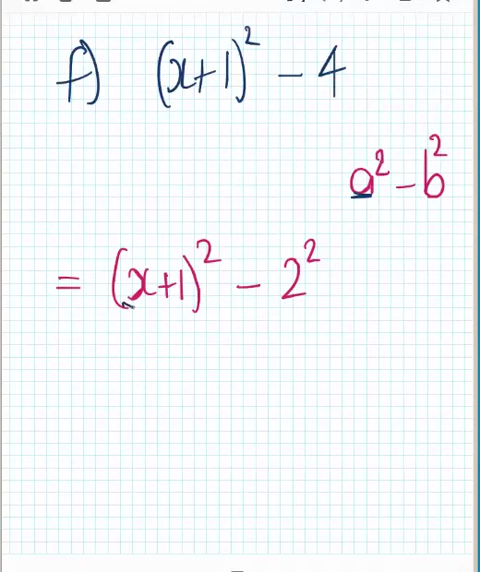 f) (x+1)² - 4
a² - b²
= (x+1)² - 2²